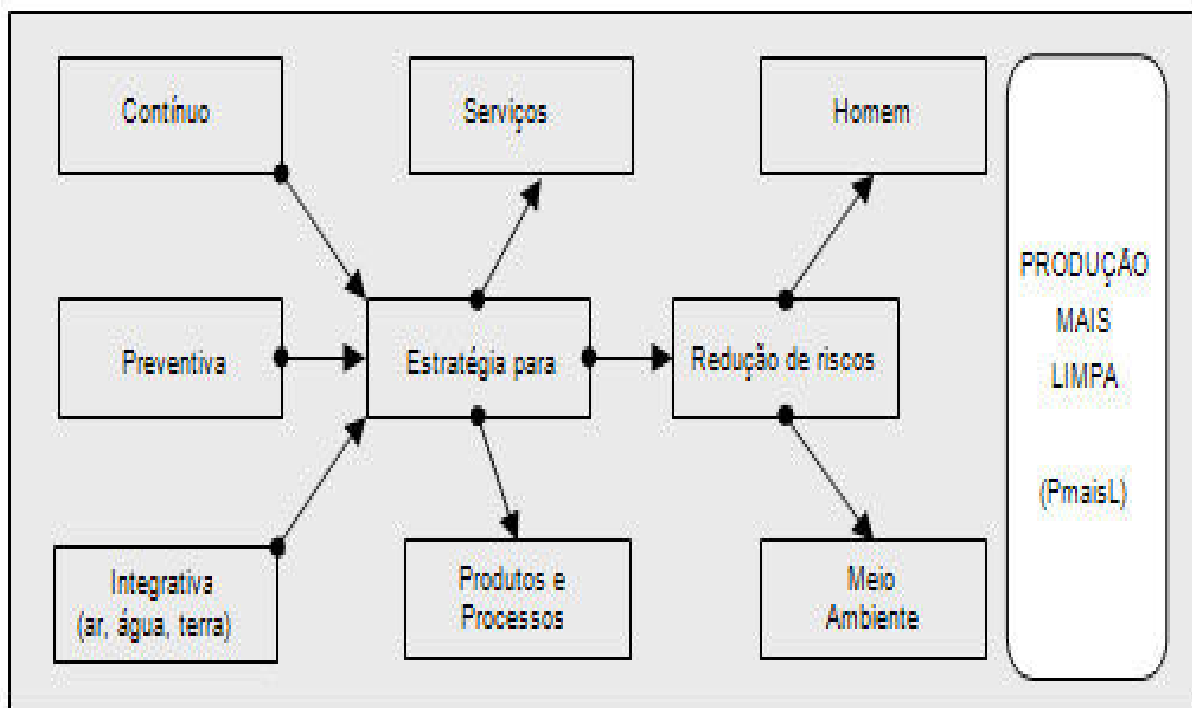 Contínuo
Serviços
Homem
Preventiva
Estratégia para
Redução de riscos
Integrativa
(ar, água, terra)
Produtos e
Processos
Meio
Ambiente
PRODUÇÃO
MAIS
LIMPA
(PmaisL)